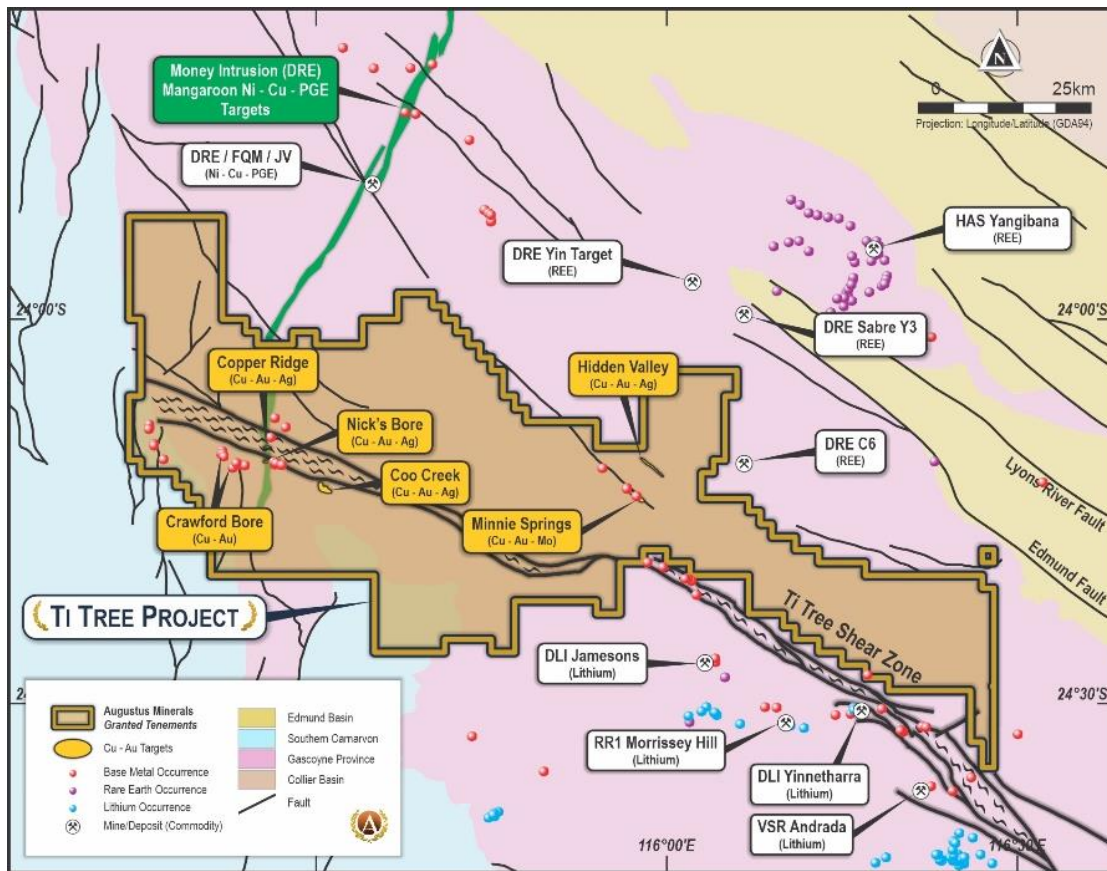 Money Intrusion (DRE)
Mangaroon Ni - Cu - PGE
Targets
N
0 25km
Projection: Longitude/Latitude (GDA94)
DRE / FQM / JV
(Ni - Cu - PGE)
HAS Yangibana
(REE)
DRE Yin Target
(REE)
24°00'S
24°00'S
DRE Sabre Y3
(REE)
Copper Ridge
(Cu - Au - Ag)
Hidden Valley
(Cu - Au - Ag)
Nick's Bore
(Cu - Au - Ag)
DRE C6
(REE)
Coo Creek
(Cu - Au - Ag)
Lyons River Fault
Crawford Bore
(Cu - Au)
Minnie Springs
(Cu - Au - Mo)
Edmund Fault
TI TREE PROJECT
Ti Tree Shear Zone
DLI Jamesons
(Lithium)
24°30'S
24
RR1 Morrissey Hill
(Lithium)
DLI Yinnetharra
(Lithium)
VSR Andrada
(Lithium)
116°00'E
116°30'E
Augustus Minerals
Granted Tenements
Cu - Au Targets
Base Metal Occurrence
Rare Earth Occurrence
Lithium Occurrence
Mine/Deposit (Commodity)
Edmund Basin
Southern Carnarvon
Gascoyne Province
Collier Basin
Fault
A